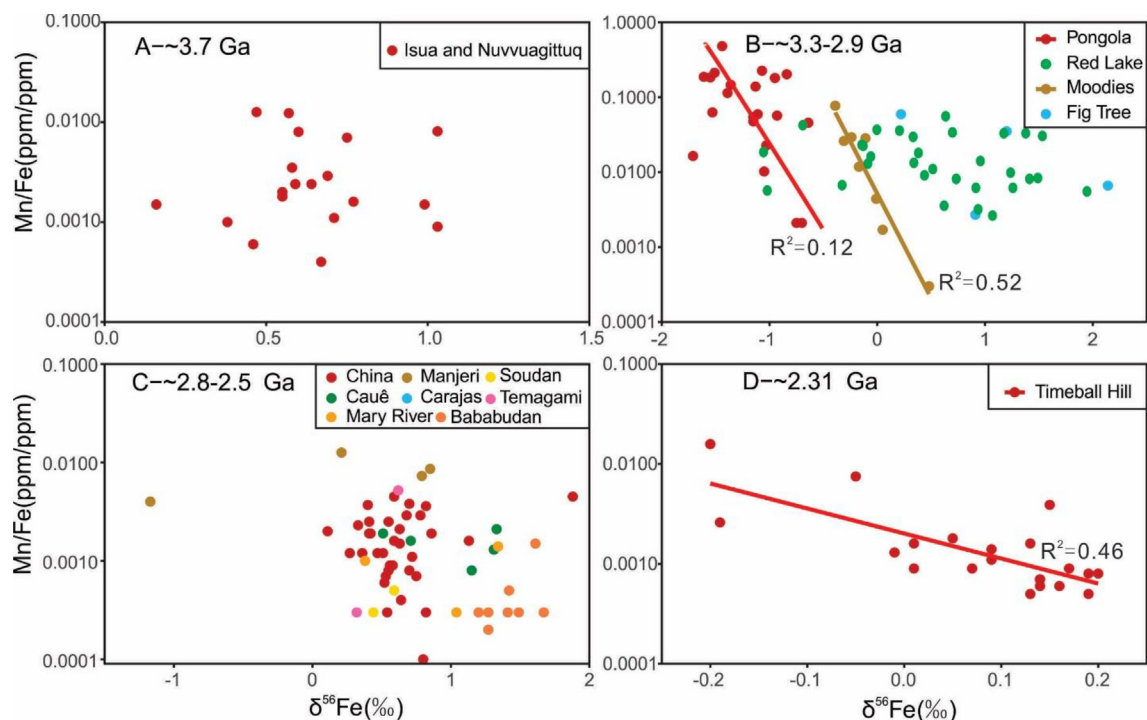 A−~3.7 Ga
Isua and Nuvvuagittuq
Mn/Fe(ppm/ppm)
0.1000
0.0100
0.0010
0.0001
0.0
0.5
1.0
1.5
B−~3.3-2.9 Ga
Pongola
Red Lake
Moodies
Fig Tree
1.0000
0.1000
0.0100
0.0010
0.0001
R²=0.12
R²=0.52
-2
-1
0
1
2
C−~2.8-2.5 Ga
China Manjeri Soudan
Cauê Carajas Temagami
Mary River Bababudan
Mn/Fe(ppm/ppm)
0.1000
0.0100
0.0010
0.0001
-1
0
1
2
δ⁵⁶Fe(‰)
D−~2.31 Ga
Timeball Hill
0.1000
0.0100
0.0010
0.0001
R²=0.46
-0.2
-0.1
0.0
0.1
0.2
δ⁵⁶Fe(‰)